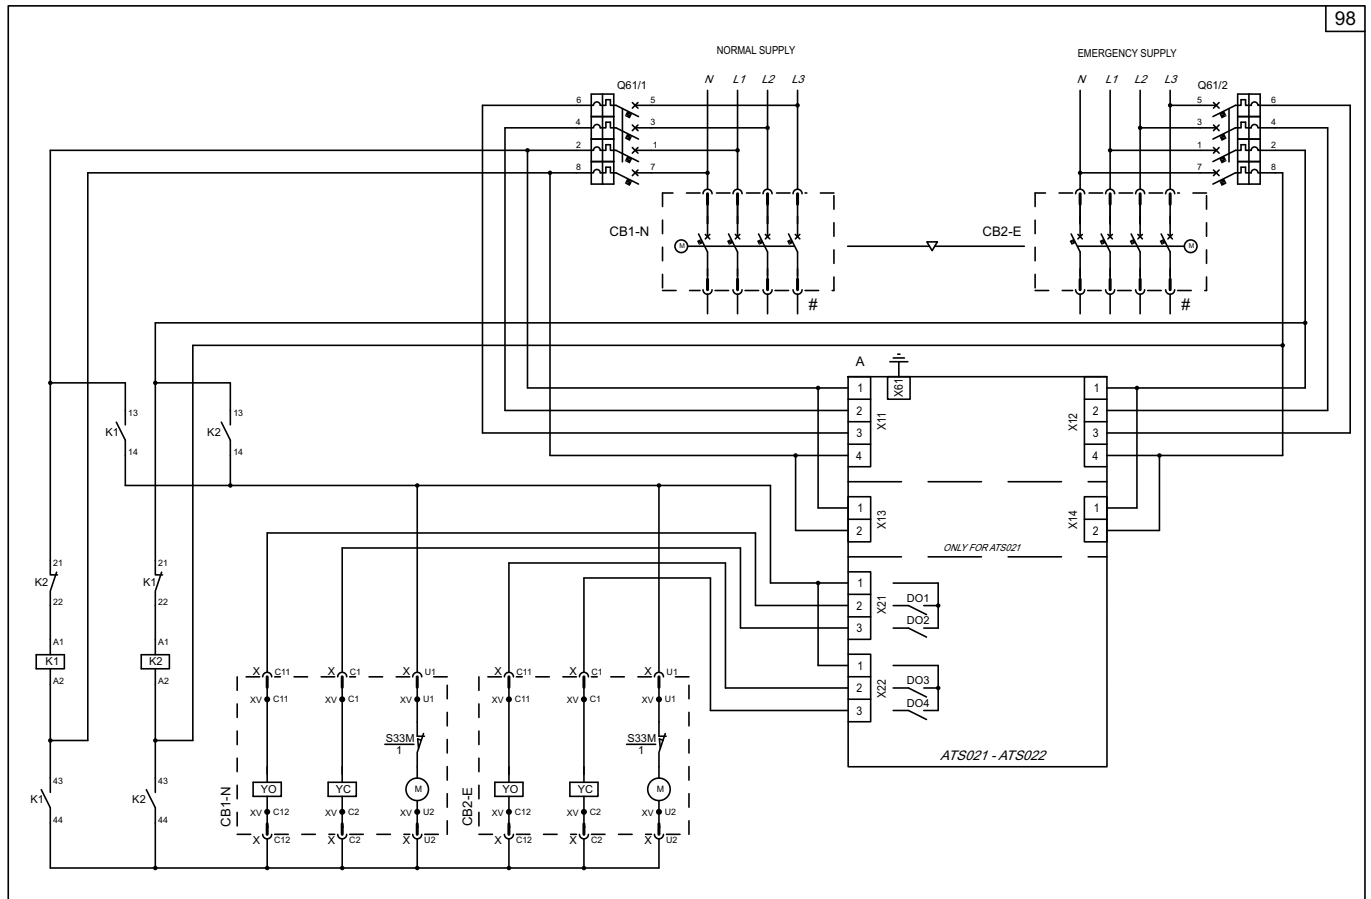 98
NORMAL SUPPLY
EMERGENCY SUPPLY
N L1 L2 L3
N L1 L2 L3
Q61/1
Q61/2
6 5
5 6
4 3
3 4
2 1
1 2
8 7
7 8
CB1-N
M
CB2-E
M
#
#
A
X61
1
2
3
4
X11
1
2
3
4
X12
13
K1
14
13
K2
14
1
2
X13
1
2
X14
ONLY FOR ATS021
21
K2
22
21
K1
22
1
2
3
X21
DO1
DO2
A1
K1
A2
A1
K2
A2
1
2
3
X22
DO3
DO4
X C11 X C1 X U1
X C11 X C1 X U1
XV C11 XV C1 XV U1
XV C11 XV C1 XV U1
S33M
1
S33M
1
ATS021 - ATS022
43
K1
44
43
K2
44
CB1-N
YO YC M
CB2-E
YO YC M
XV C12 XV C2 XV U2
XV C12 XV C2 XV U2
X C12 X C2 X U2
X C12 X C2 X U2